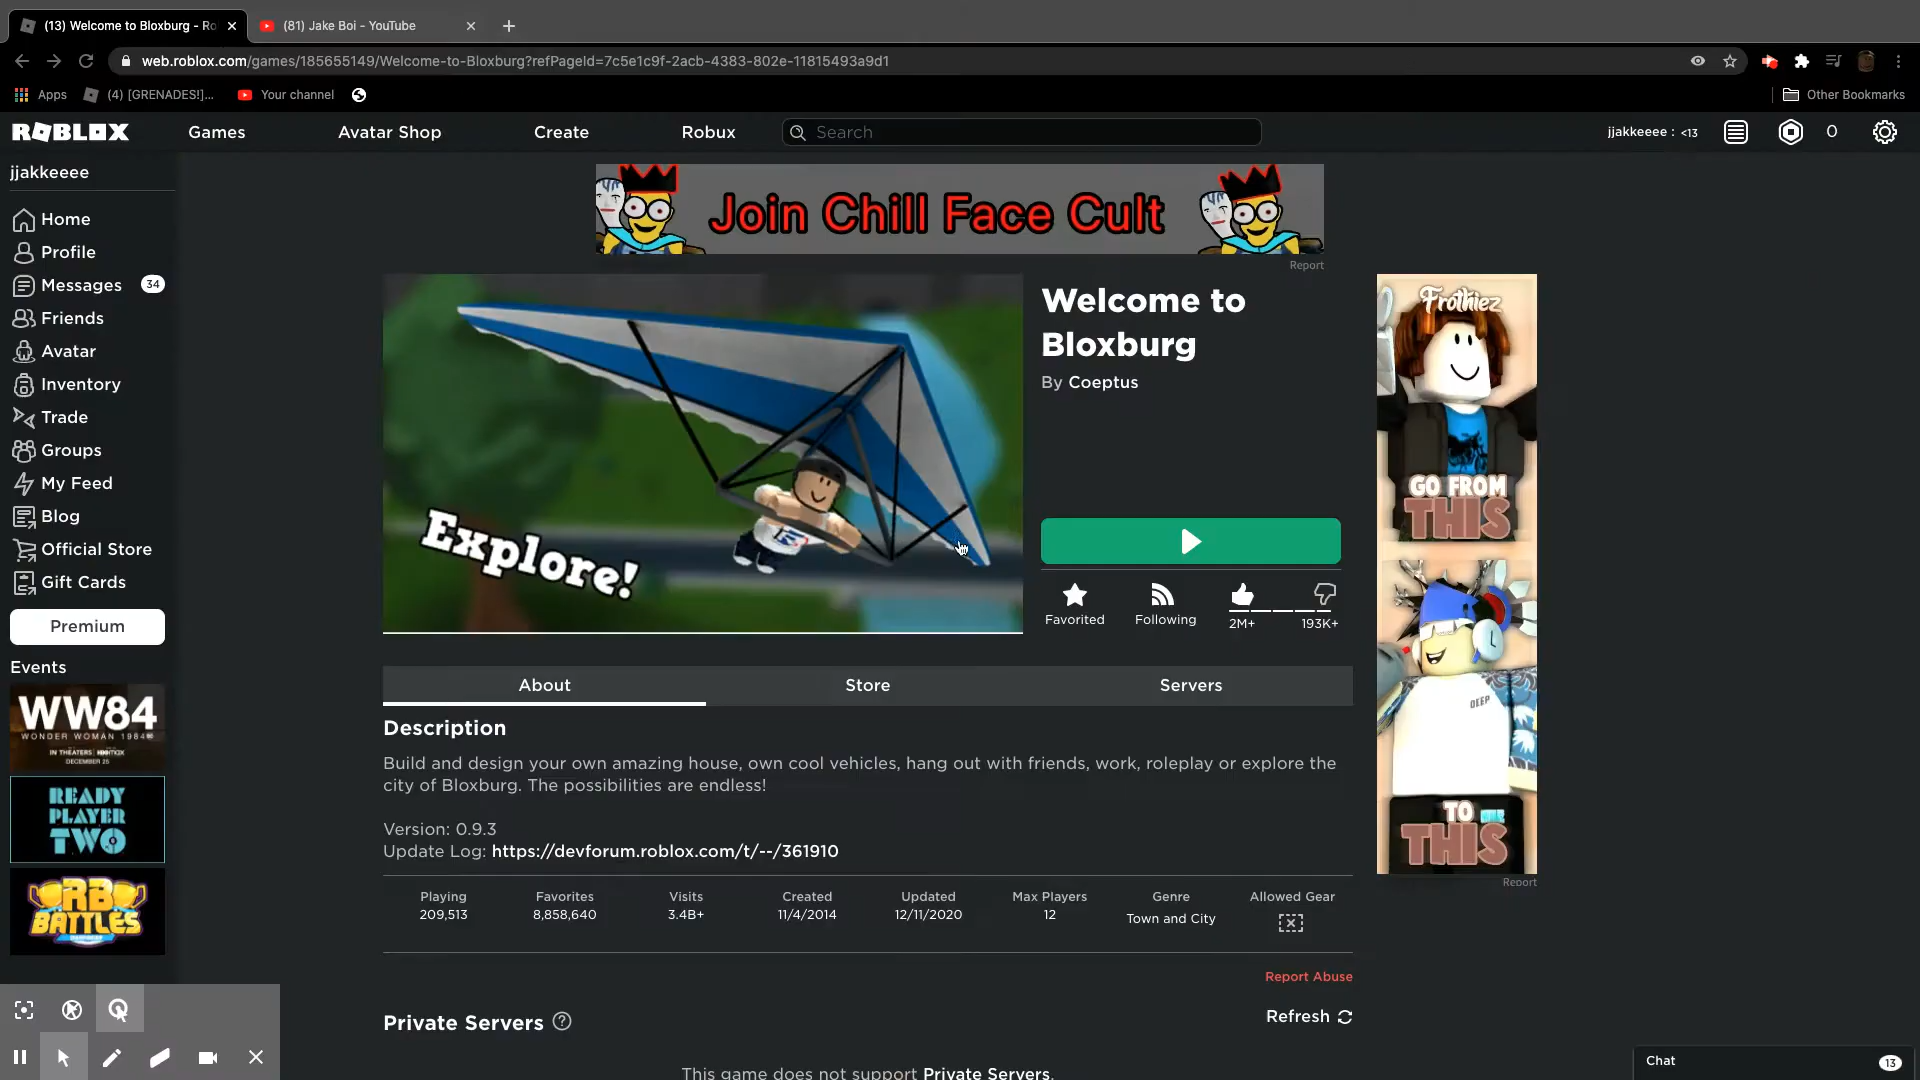 (13) Welcome to Bloxburg - Ro
(81) Jake Boi - YouTube
web.roblox.com/games/185655149/Welcome-to-Bloxburg?refPageId=7c5e1c9f-2acb-4383-802e-11815493a9d1
Apps
(4) [GRENADES!]...
Your channel
Other Bookmarks
ROBLOX
Games
Avatar Shop
Create
Robux
Search
jjakkeeee : <13
0
jjakkeeee
Home
Profile
Messages 34
Friends
Avatar
Inventory
Trade
Groups
My Feed
Blog
Official Store
Gift Cards
Premium
Events
WW84
WONDER WOMAN 1984
IN THEATERS HBOMAX
DECEMBER 25
READY
PLAYER
TWO
RB
BATTLES
Join Chill Face Cult
Report
Explore!
Welcome to
Bloxburg
By Coeptus
Favorited
Following
2M+
193K+
Frothiez
GO FROM
THIS
DEEP
TO
THIS
Report
About
Store
Servers
Description
Build and design your own amazing house, own cool vehicles, hang out with friends, work, roleplay or explore the
city of Bloxburg. The possibilities are endless!
Version: 0.9.3
Update Log: https://devforum.roblox.com/t/--/361910
Playing
Favorites
Visits
Created
Updated
Max Players
Genre
Allowed Gear
209,513
8,858,640
3.4B+
11/4/2014
12/11/2020
12
Town and City
Report Abuse
Private Servers
Refresh
This game does not support Private Servers.
Chat
13